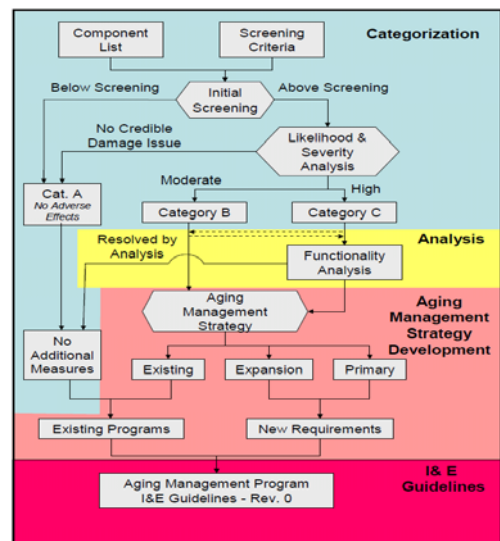 Component
List
Screening
Criteria
Categorization
Below Screening
Initial
Screening
Above Screening
No Credible
Damage Issue
Likelihood &
Severity
Analysis
Cat. A
No Adverse
Effects
Moderate
High
Category B
Category C
Resolved by
Analysis
Functionality
Analysis
Analysis
Aging
Management
Strategy
Aging
Management
Strategy
Development
No
Additional
Measures
Existing
Expansion
Primary
Existing Programs
New Requirements
I& E
Guidelines
Aging Management Program
I&E Guidelines - Rev. 0